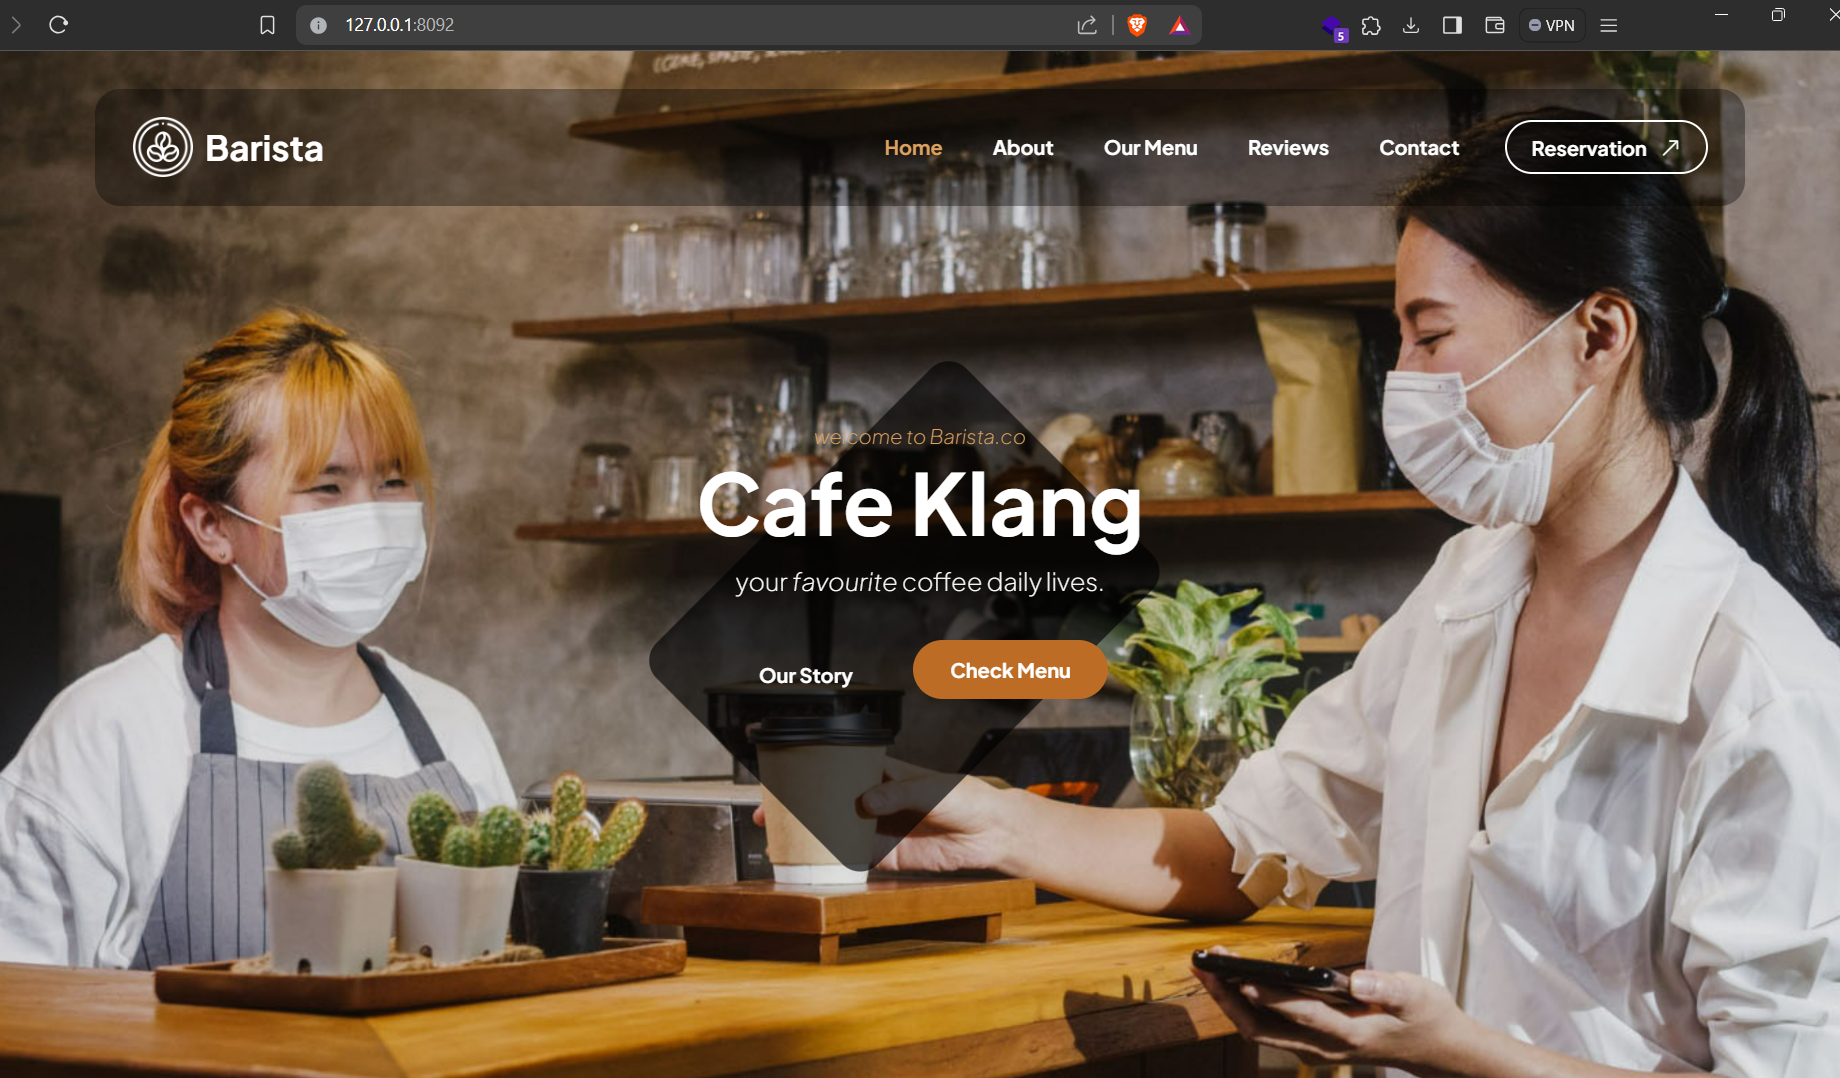 127.0.0.1:8092
5
VPN
Barista
Home
About
Our Menu
Reviews
Contact
Reservation
welcome to Barista.co
Cafe Klang
your favourite coffee daily lives.
Our Story
Check Menu